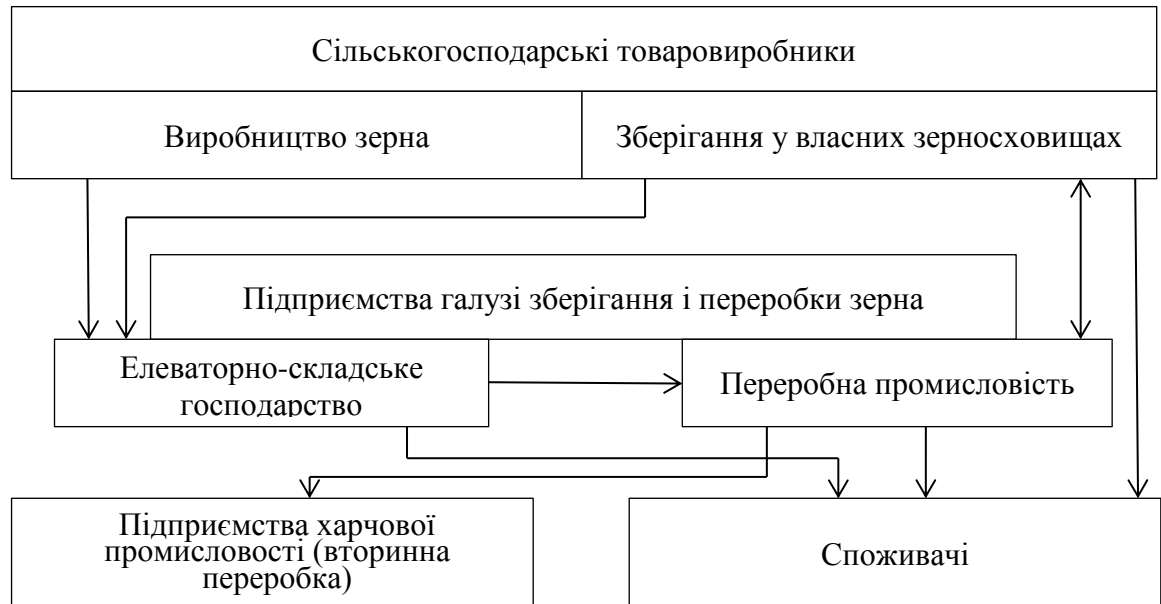 Сільськогосподарські товаровиробники
Виробництво зерна
Зберігання у власних зерносховищах
Підприємства галузі зберігання і переробки зерна
Елеваторно-складське
господарство
Переробна промисловість
Підприємства харчової
промисловості (вторинна
переробка)
Споживачі